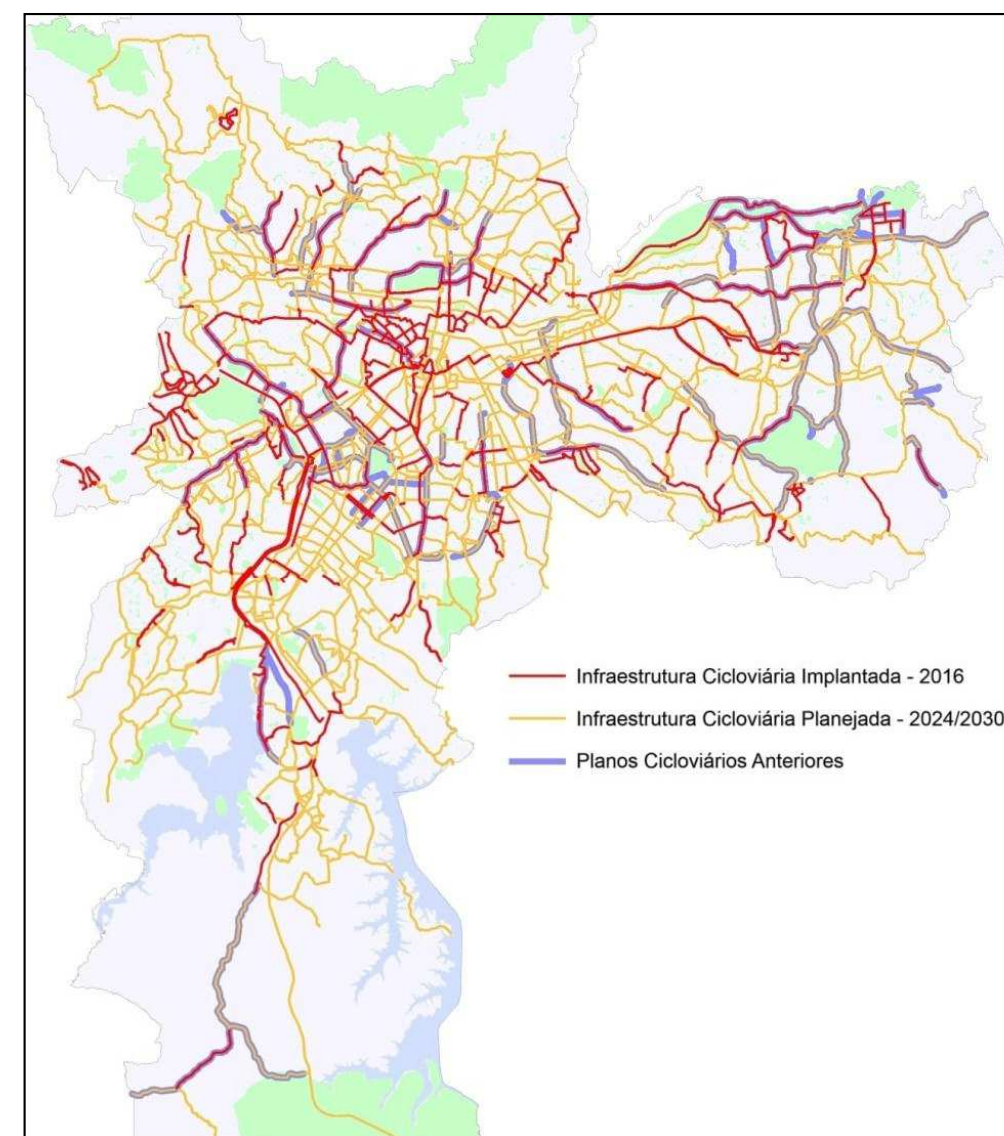 Infraestrutura Cicloviária Implantada - 2016
Infraestrutura Cicloviária Planejada - 2024/2030
Planos Cicloviários Anteriores